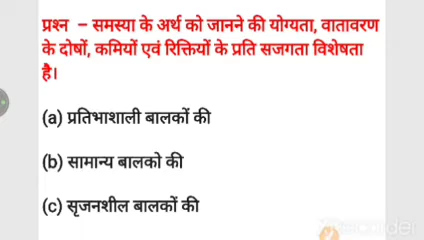 प्रश्न – समस्या के अर्थ को जानने की योग्यता, वातावरण
के दोषों, कमियों एवं रिक्तियों के प्रति सजगता विशेषता
है।
(a) प्रतिभाशाली बालकों की
(b) सामान्य बालको की
(c) सृजनशील बालकों की